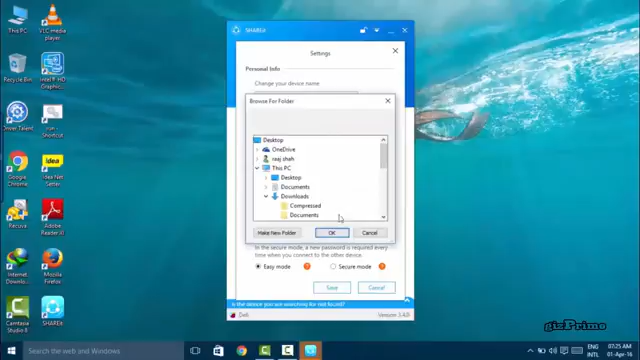 This PC
VLC media player
Recycle Bin
Intel® HD Graphic...
Driver Talent
run - Shortcut
Google Chrome
Idea Net Setter
Recuva
Adobe Reader X
Internet Downlo...
Mozilla Firefox
Camtasia Studio 8
SHAREit
SHAREit
Settings
Personal Info
Change your device name
Browse For Folder
Desktop
OneDrive
raaj shah
This PC
Desktop
Documents
Downloads
Compressed
Documents
Make New Folder
OK
Cancel
In the secure mode, a new password is required every
time when you connect to the other device.
Easy mode
Secure mode
Save
Cancel
Is the device you are searching for not found?
Dell
Version: 3.4.0
gizPrimo
Search the web and Windows
ENG
INTL
07:25 AM
01-Apr-16